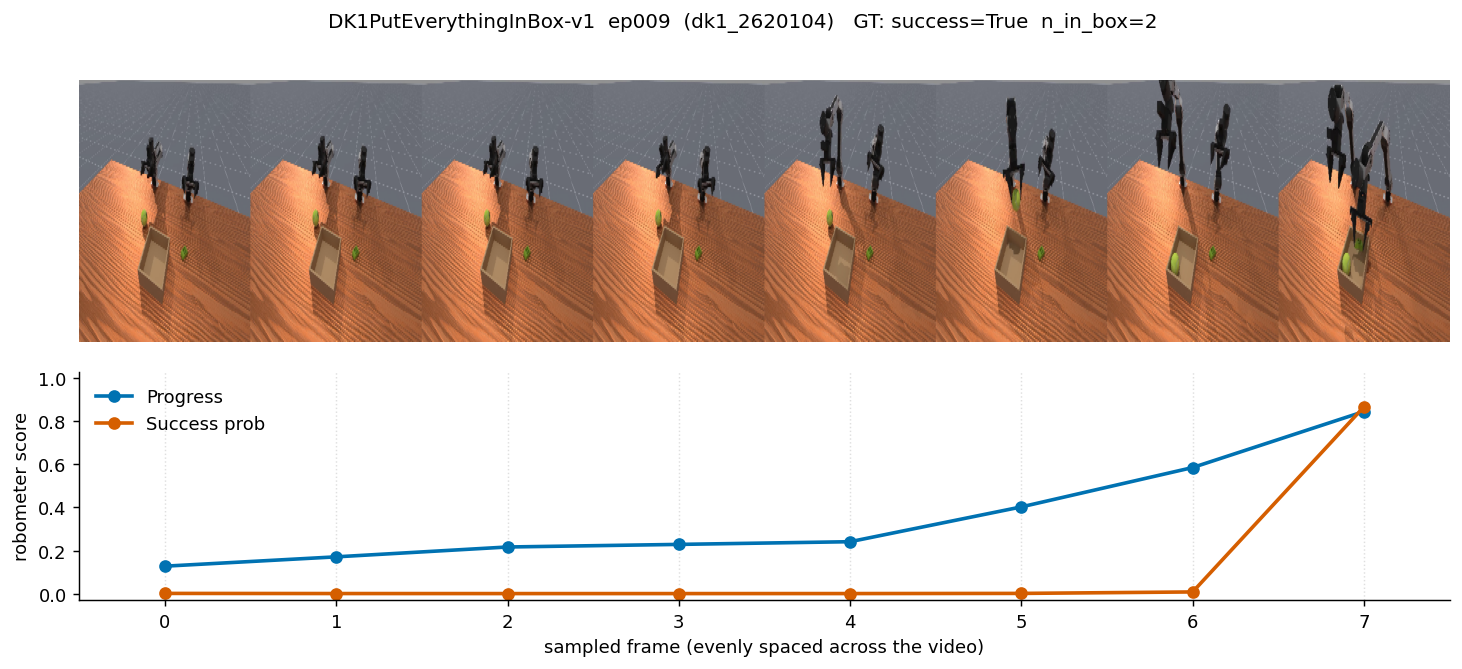 DK1PutEverythingInBox-v1  ep009  (dk1_2620104)   GT: success=True  n_in_box=2
1.0
0.8
0.6
0.4
0.2
0.0
robometer score
Progress
Success prob
0 1 2 3 4 5 6 7
sampled frame (evenly spaced across the video)